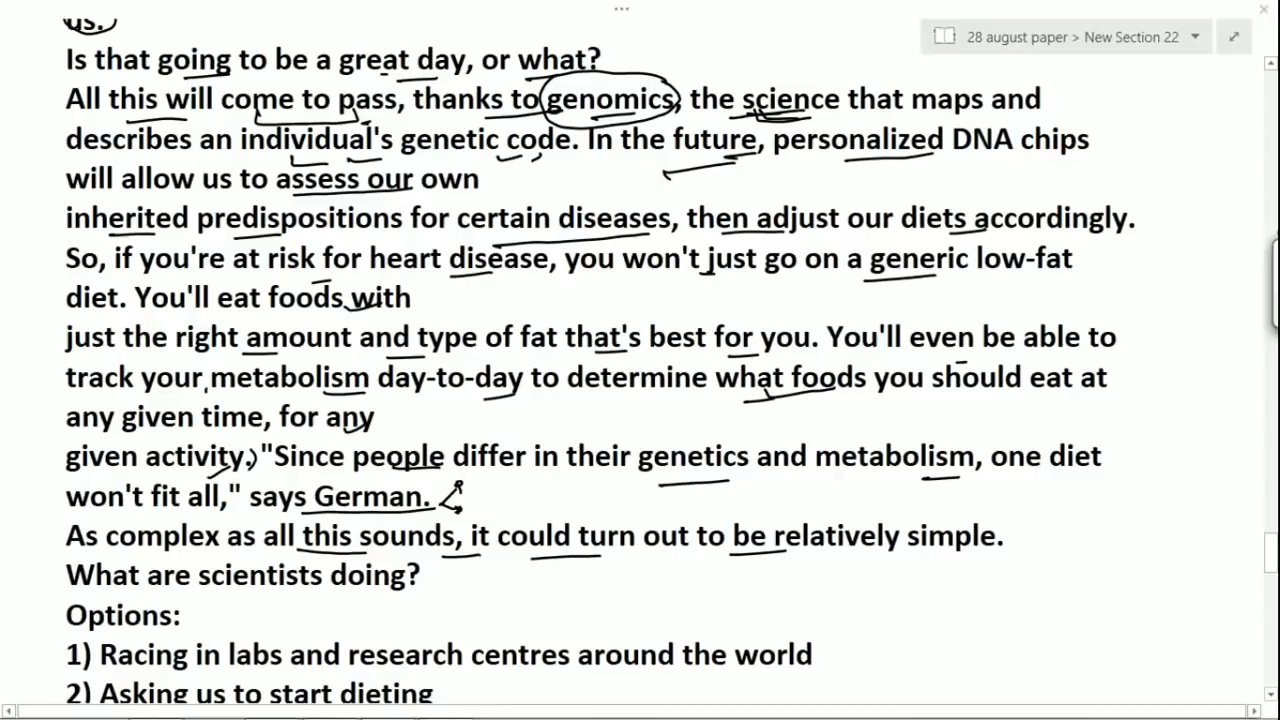 us.
28 august paper > New Section 22
Is that going to be a great day, or what?
All this will come to pass, thanks to genomics, the science that maps and
describes an individual's genetic code. In the future, personalized DNA chips
will allow us to assess our own
inherited predispositions for certain diseases, then adjust our diets accordingly.
So, if you're at risk for heart disease, you won't just go on a generic low-fat
diet. You'll eat foods with
just the right amount and type of fat that's best for you. You'll even be able to
track your metabolism day-to-day to determine what foods you should eat at
any given time, for any
given activity. "Since people differ in their genetics and metabolism, one diet
won't fit all," says German.
As complex as all this sounds, it could turn out to be relatively simple.
What are scientists doing?
Options:
1) Racing in labs and research centres around the world
2) Asking us to start dieting